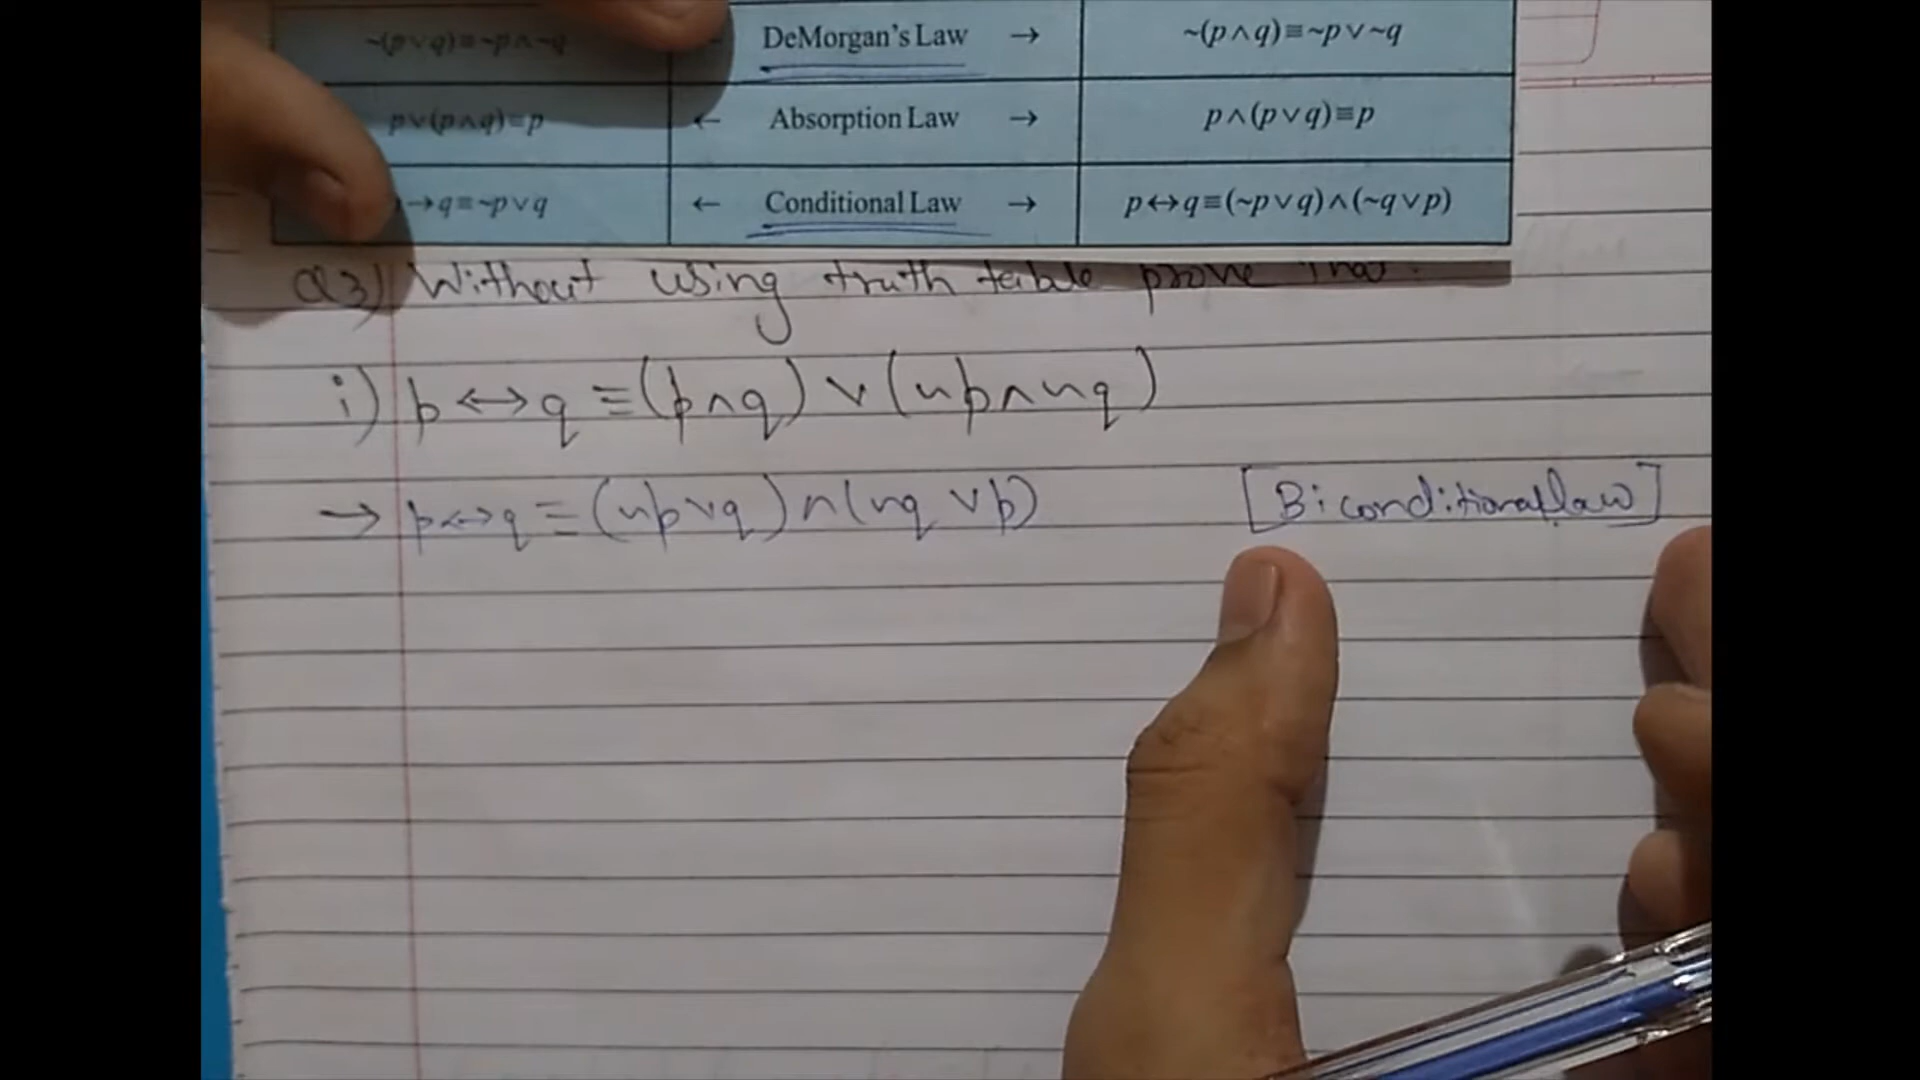 ~(p∨q)≡~p∧~q DeMorgan's Law → ~(p∧q)≡~p∨~q
p∨(p∧q)≡p ← Absorption Law → p∧(p∨q)≡p
→q≡~p∨q ← Conditional Law → p↔q≡(~p∨q)∧(~q∨p)
Q3) Without using truth table prove that.
i) p↔q ≡ (p∧q) ∨ (~p∧~q)
→ p↔q ≡ (~p∨q) ∧ (~q ∨p) [Biconditional law]